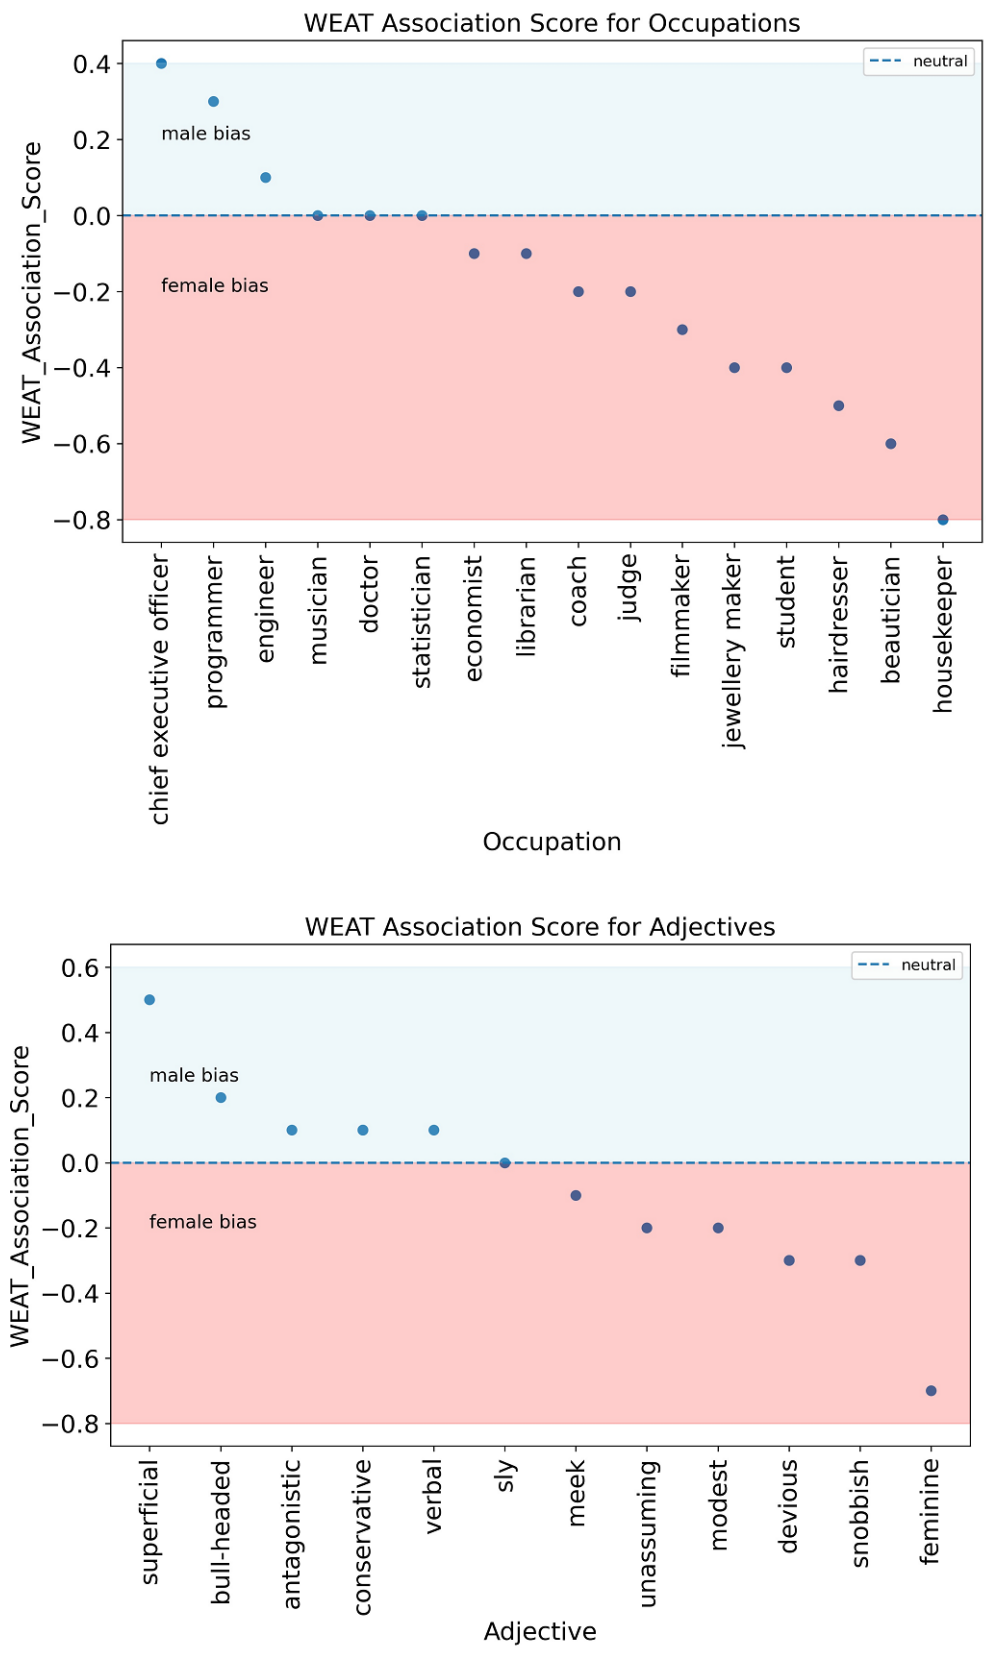 WEAT Association Score for Occupations
neutral
0.4
0.2
0.0
−0.2
−0.4
−0.6
−0.8
WEAT_Association_Score
male bias
female bias
chief executive officer
programmer
engineer
musician
doctor
statistician
economist
librarian
coach
judge
filmmaker
jewellery maker
student
hairdresser
beautician
housekeeper
Occupation
WEAT Association Score for Adjectives
neutral
0.6
0.4
0.2
0.0
−0.2
−0.4
−0.6
−0.8
WEAT_Association_Score
male bias
female bias
superficial
bull-headed
antagonistic
conservative
verbal
sly
meek
unassuming
modest
devious
snobbish
feminine
Adjective